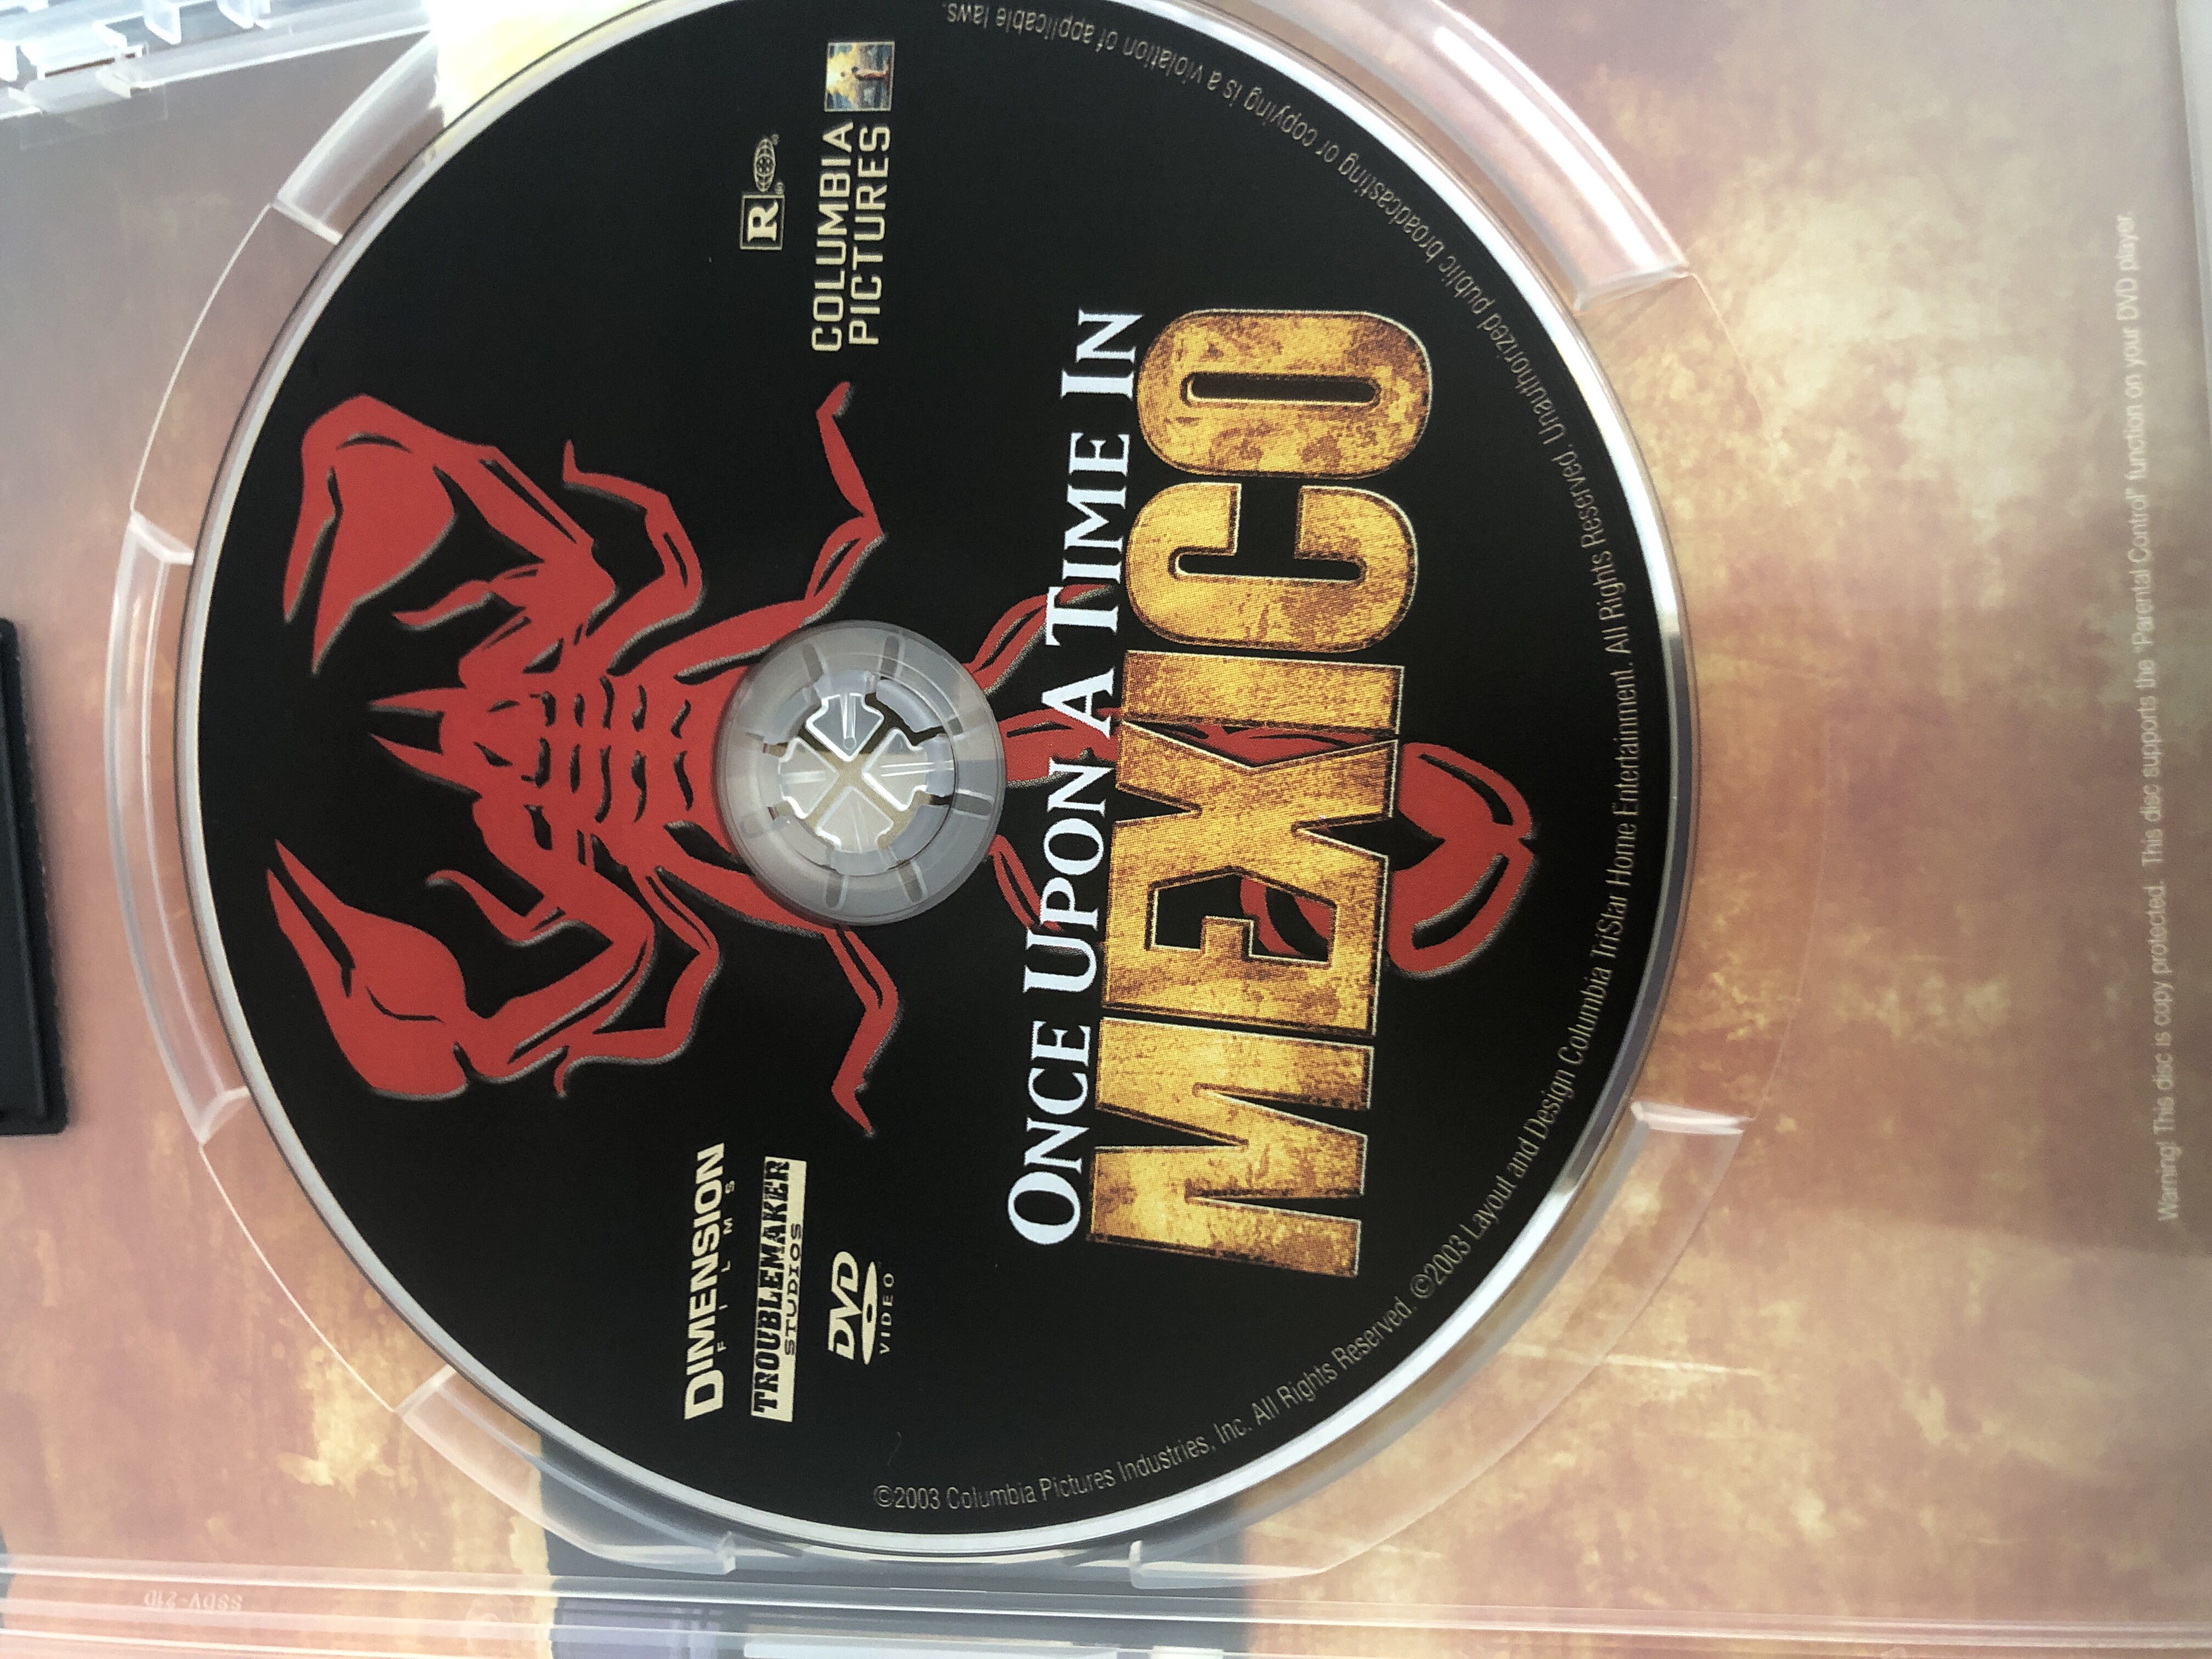 DIMENSION
FILMS
TROUBLEMAKER
STUDIOS
DVD
VIDEO
R
COLUMBIA
PICTURES
ONCE UPON A TIME IN
MEXICO
©2003 Columbia Pictures Industries, Inc. All Rights Reserved. ©2003 Layout and Design Columbia TriStar Home Entertainment. All Rights Reserved. Unauthorized public broadcasting or copying is a violation of applicable laws.
Warning! This disc is copy protected. This disc supports the "Parental Control" function on your DVD player.
SSDV-21D